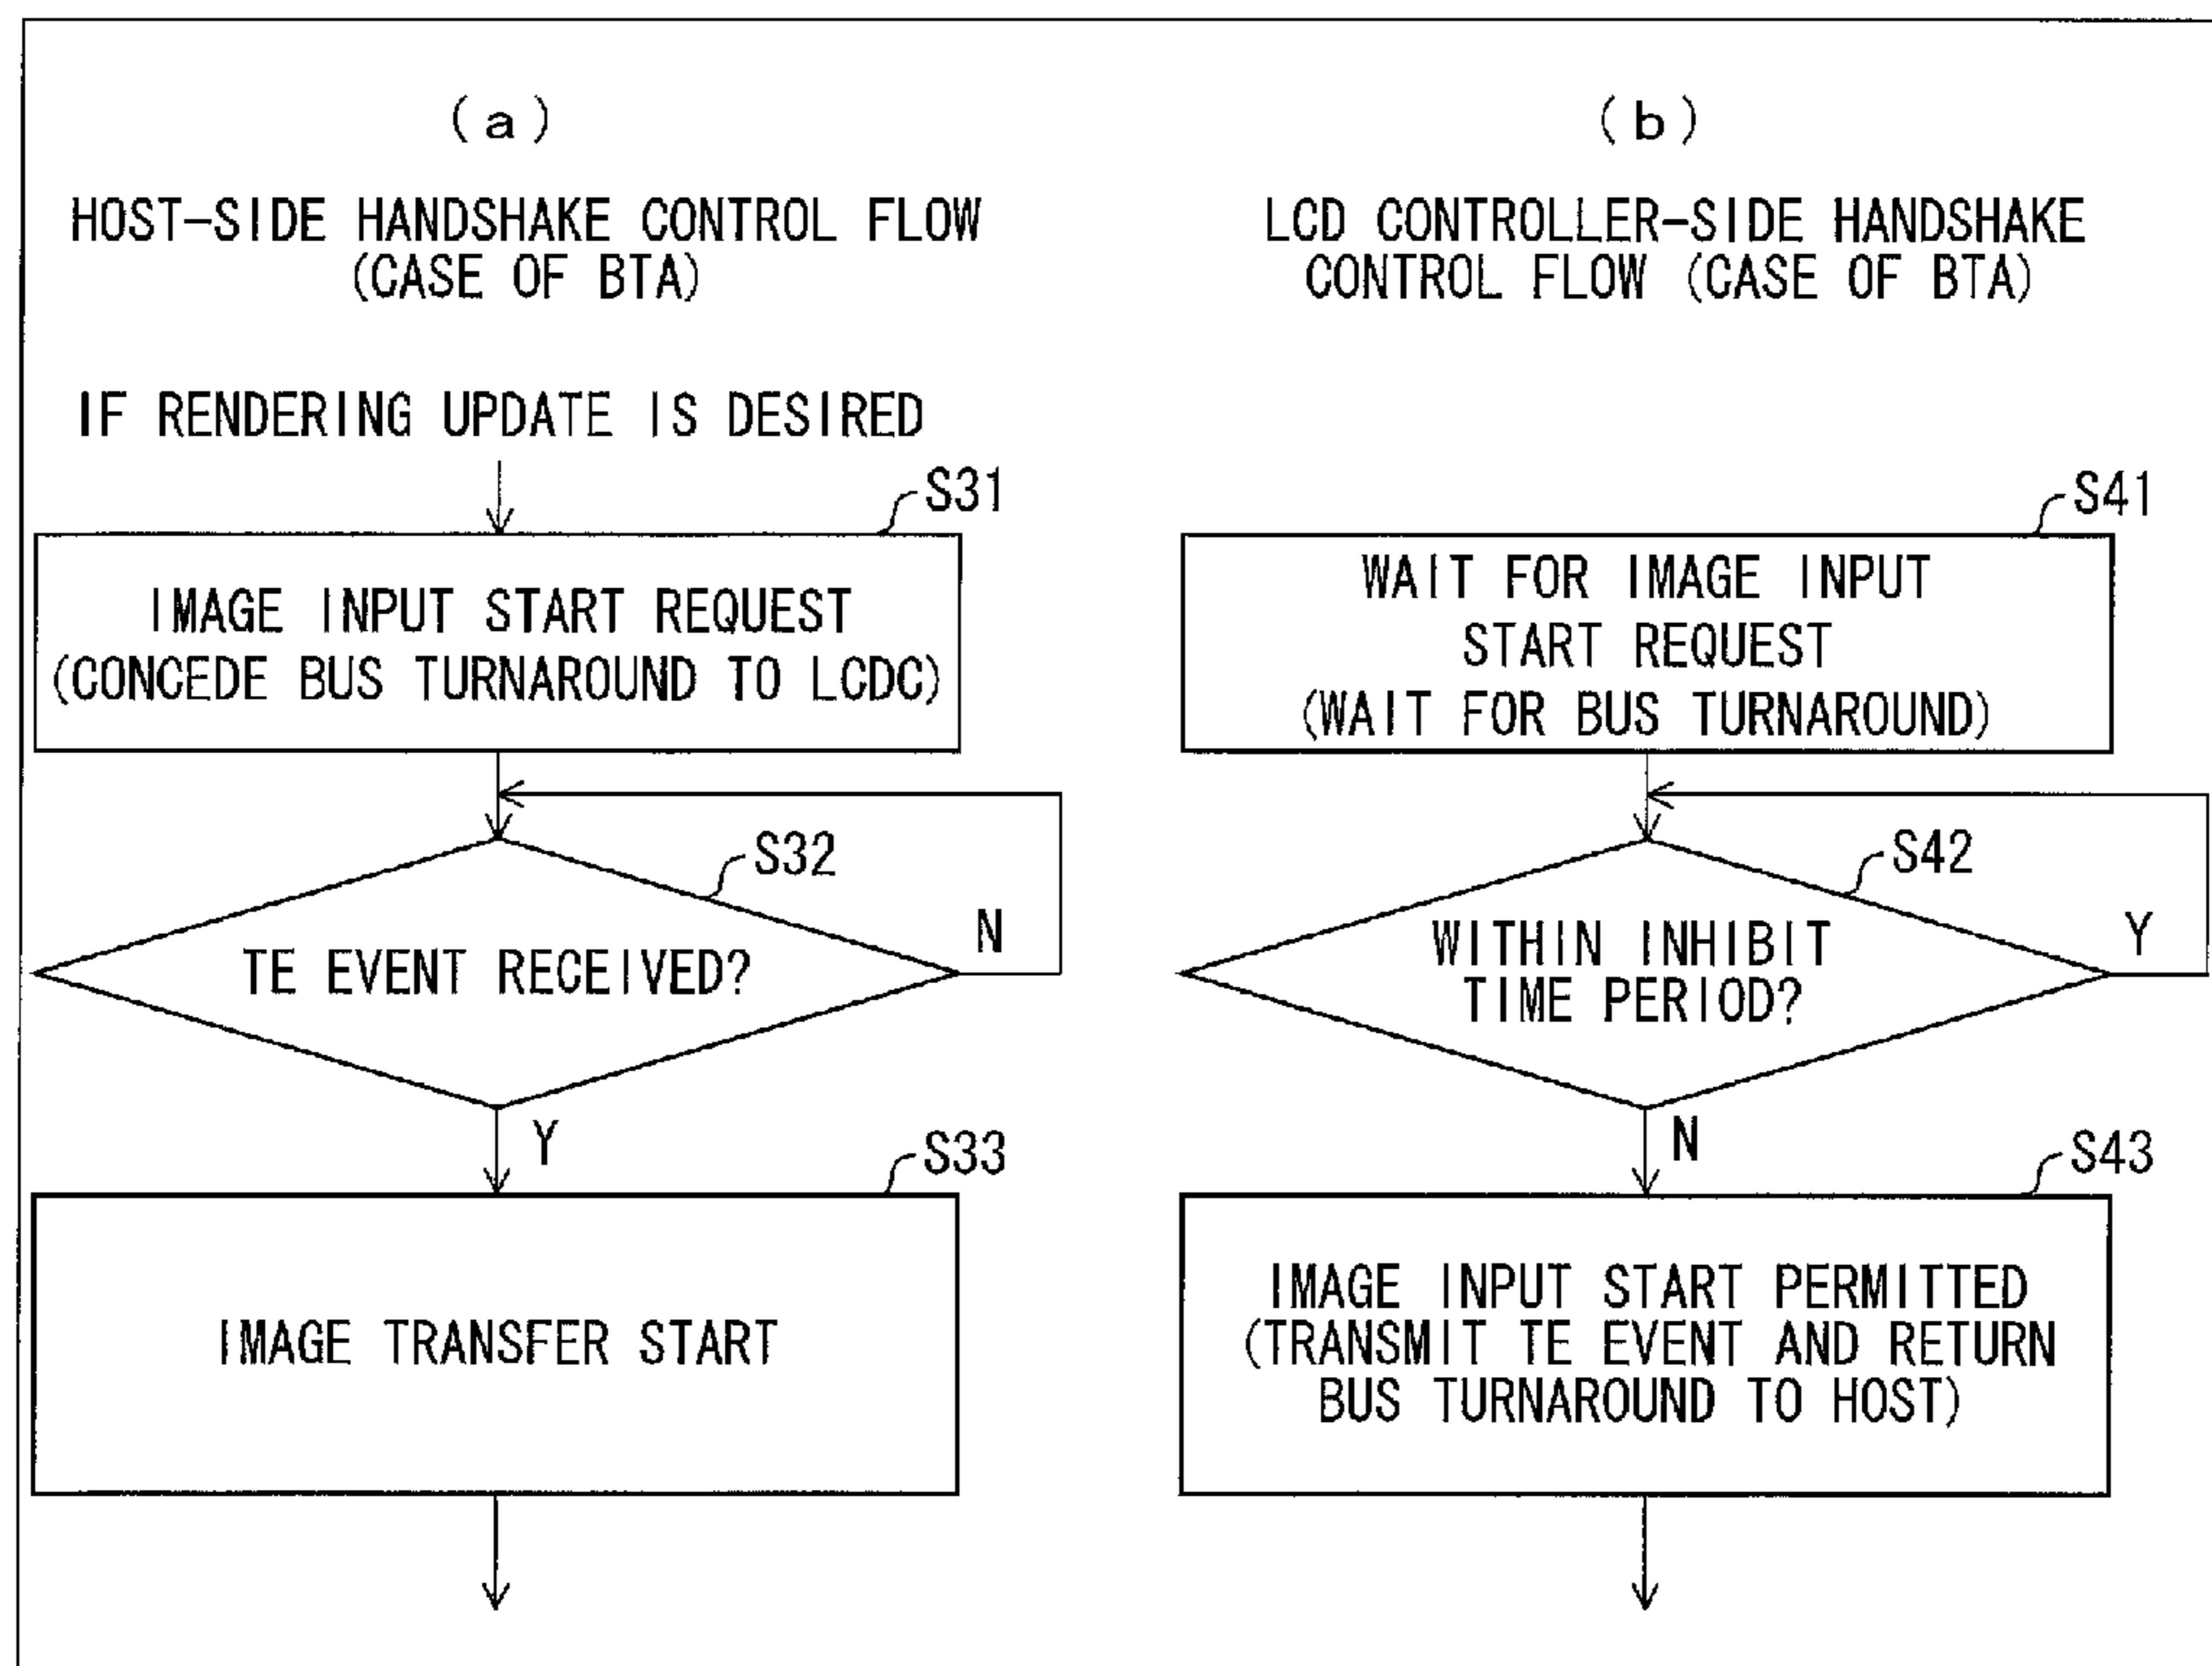 (a)
HOST-SIDE HANDSHAKE CONTROL FLOW
(CASE OF BTA)
IF RENDERING UPDATE IS DESIRED
S31
IMAGE INPUT START REQUEST
(CONCEDE BUS TURNAROUND TO LCDC)
S32
TE EVENT RECEIVED?
N
Y
S33
IMAGE TRANSFER START
(b)
LCD CONTROLLER-SIDE HANDSHAKE
CONTROL FLOW (CASE OF BTA)
S41
WAIT FOR IMAGE INPUT
START REQUEST
(WAIT FOR BUS TURNAROUND)
S42
WITHIN INHIBIT
TIME PERIOD?
Y
N
S43
IMAGE INPUT START PERMITTED
(TRANSMIT TE EVENT AND RETURN
BUS TURNAROUND TO HOST)